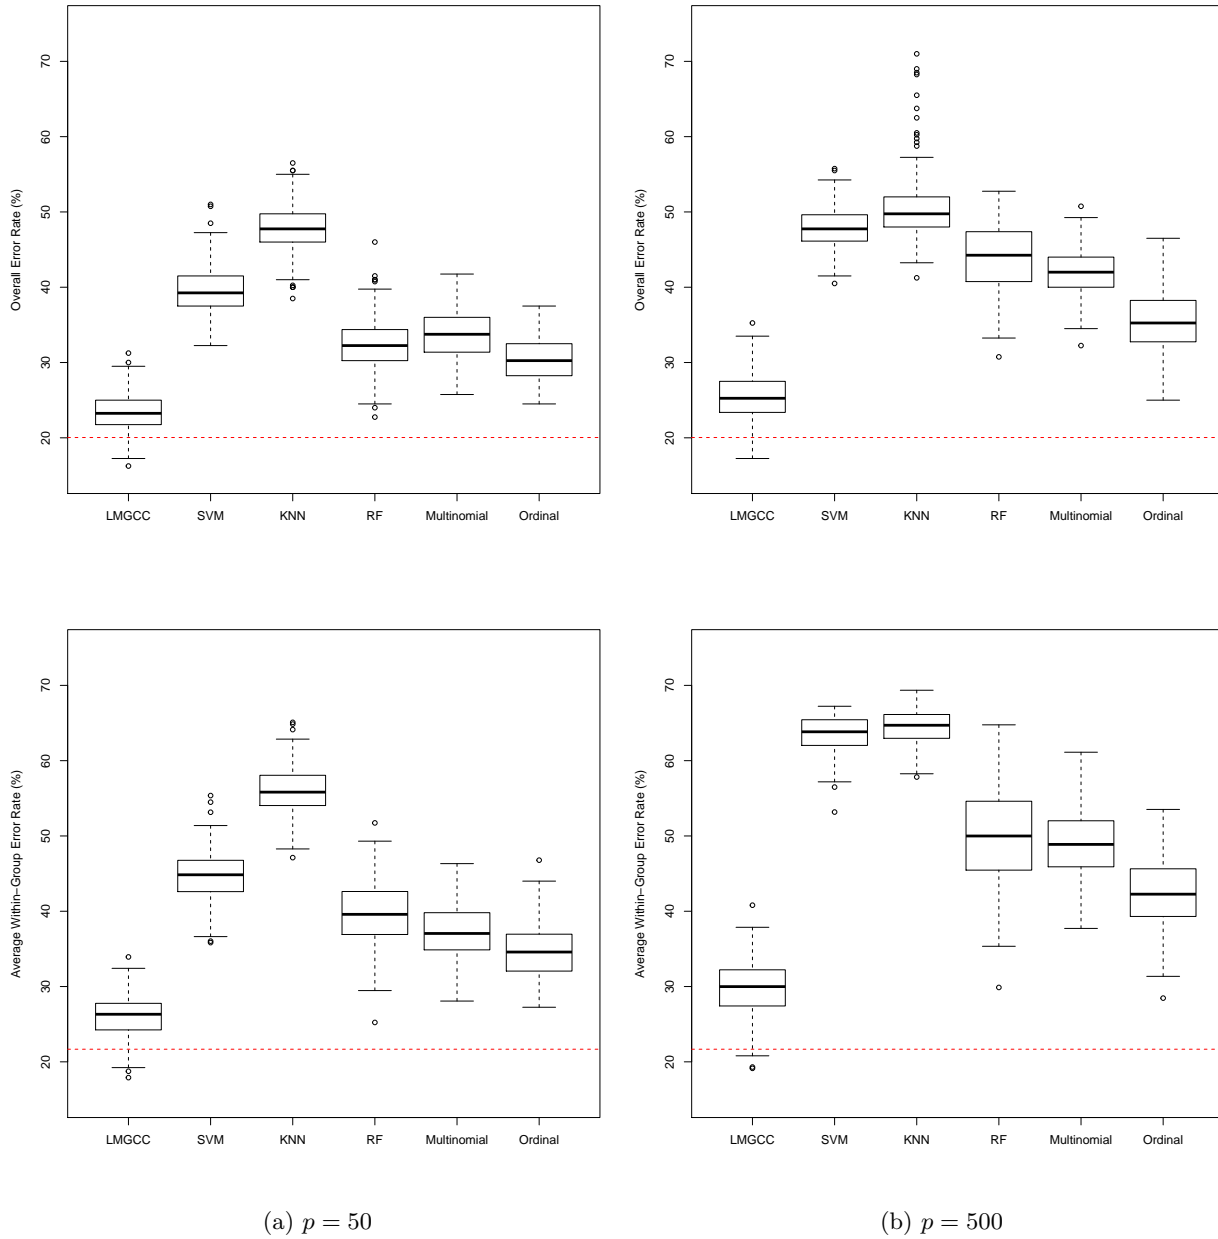 Overall Error Rate (%)
70
60
50
40
30
20
LMGCC SVM KNN RF Multinomial Ordinal
Overall Error Rate (%)
70
60
50
40
30
20
LMGCC SVM KNN RF Multinomial Ordinal
Average Within−Group Error Rate (%)
70
60
50
40
30
20
LMGCC SVM KNN RF Multinomial Ordinal
Average Within−Group Error Rate (%)
70
60
50
40
30
20
LMGCC SVM KNN RF Multinomial Ordinal
(a) p = 50
(b) p = 500